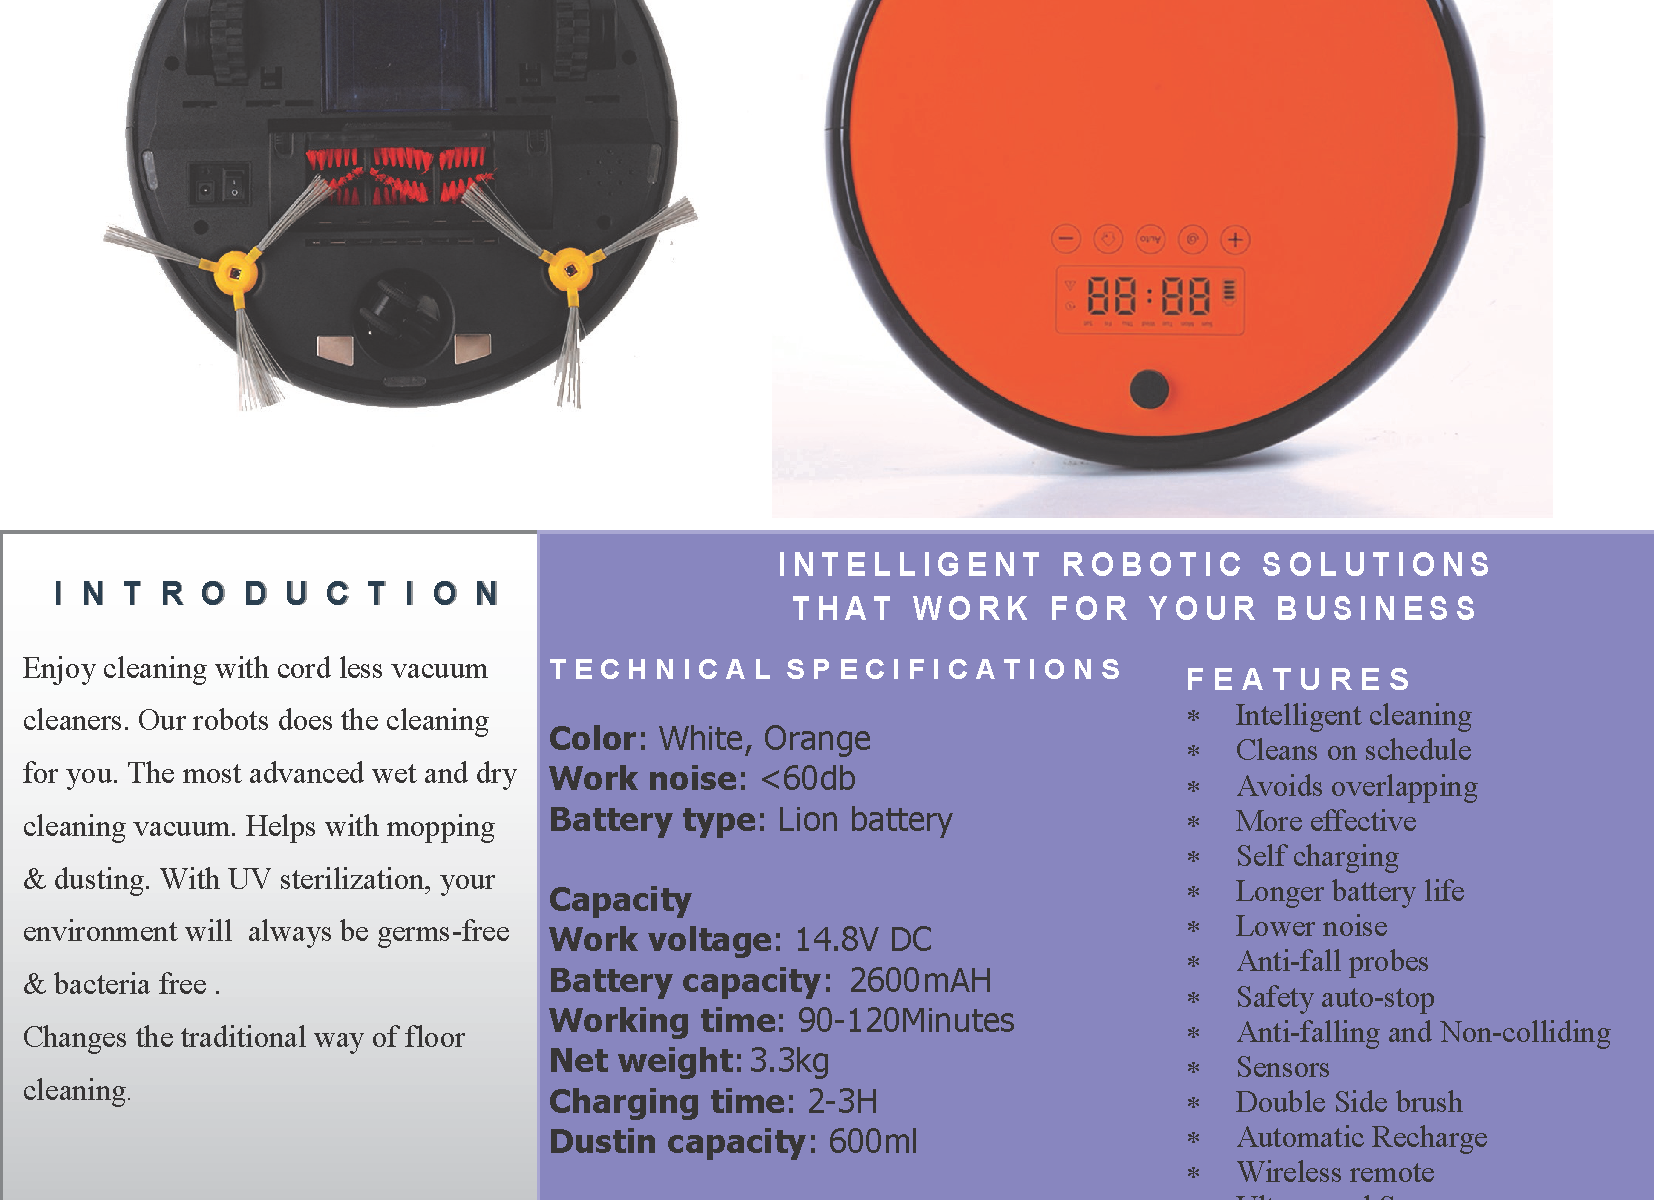 Auto
88:88
INTRODUCTION
Enjoy cleaning with cord less vacuum
cleaners. Our robots does the cleaning
for you. The most advanced wet and dry
cleaning vacuum. Helps with mopping
& dusting. With UV sterilization, your
environment will always be germs-free
& bacteria free .
Changes the traditional way of floor
cleaning.
INTELLIGENT ROBOTIC SOLUTIONS
THAT WORK FOR YOUR BUSINESS
TECHNICAL SPECIFICATIONS
Color: White, Orange
Work noise: <60db
Battery type: Lion battery
Capacity
Work voltage: 14.8V DC
Battery capacity: 2600mAH
Working time: 90-120Minutes
Net weight: 3.3kg
Charging time: 2-3H
Dustin capacity: 600ml
FEATURES
* Intelligent cleaning
* Cleans on schedule
* Avoids overlapping
* More effective
* Self charging
* Longer battery life
* Lower noise
* Anti-fall probes
* Safety auto-stop
* Anti-falling and Non-colliding
* Sensors
* Double Side brush
* Automatic Recharge
* Wireless remote